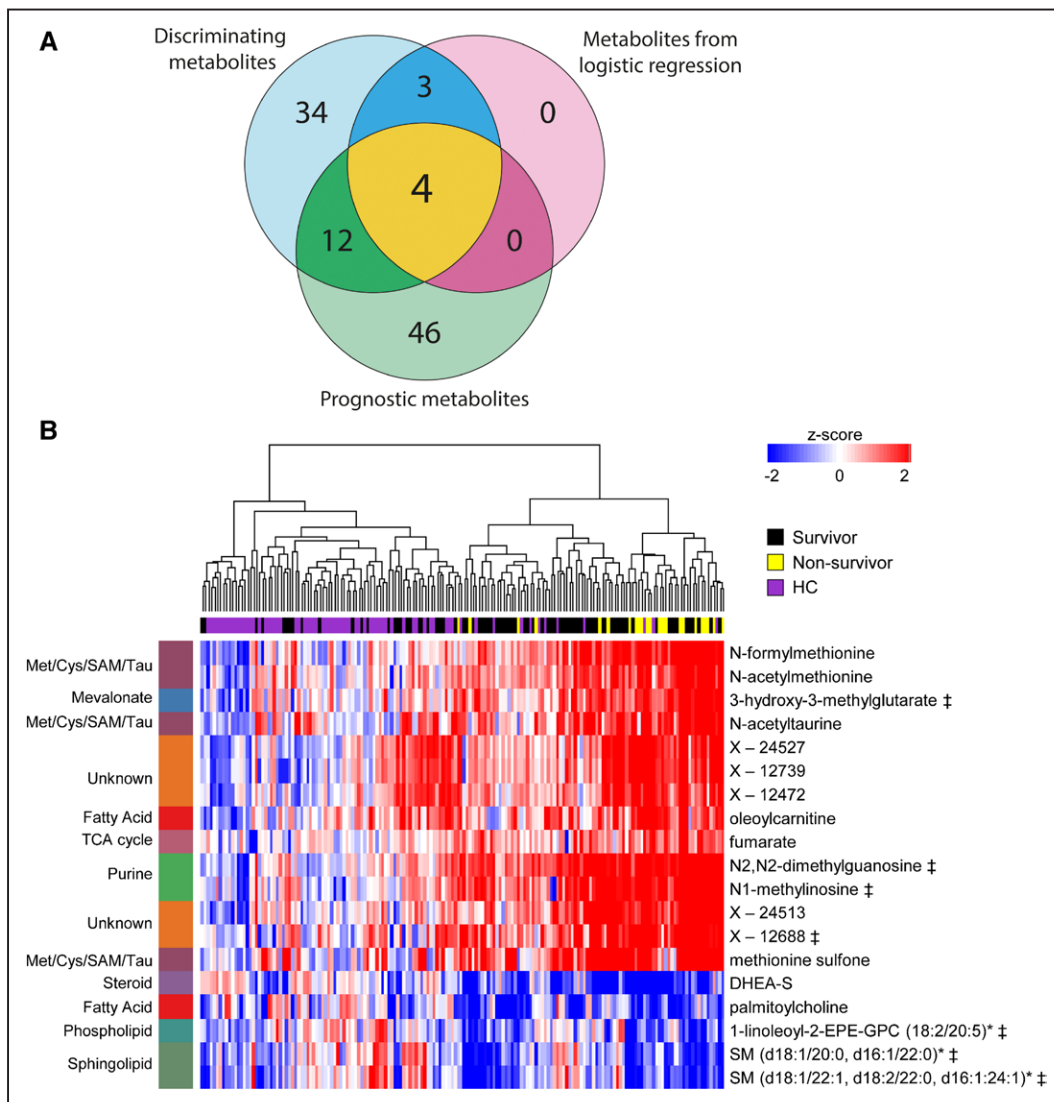 A
Discriminating
metabolites
Metabolites from
logistic regression
34
3
0
4
12
0
46
Prognostic metabolites
B
z-score
-2 0 2
Survivor
Non-survivor
HC
Met/Cys/SAM/Tau
N-formylmethionine
N-acetylmethionine
Mevalonate
3-hydroxy-3-methylglutarate ‡
Met/Cys/SAM/Tau
N-acetyltaurine
X – 24527
Unknown
X – 12739
X – 12472
Fatty Acid
oleoylcarnitine
TCA cycle
fumarate
Purine
N2,N2-dimethylguanosine ‡
N1-methylinosine ‡
Unknown
X – 24513
X – 12688 ‡
Met/Cys/SAM/Tau
methionine sulfone
Steroid
DHEA-S
Fatty Acid
palmitoylcholine
Phospholipid
1-linoleoyl-2-EPE-GPC (18:2/20:5)* ‡
Sphingolipid
SM (d18:1/20:0, d16:1/22:0)* ‡
SM (d18:1/22:1, d18:2/22:0, d16:1:24:1)* ‡